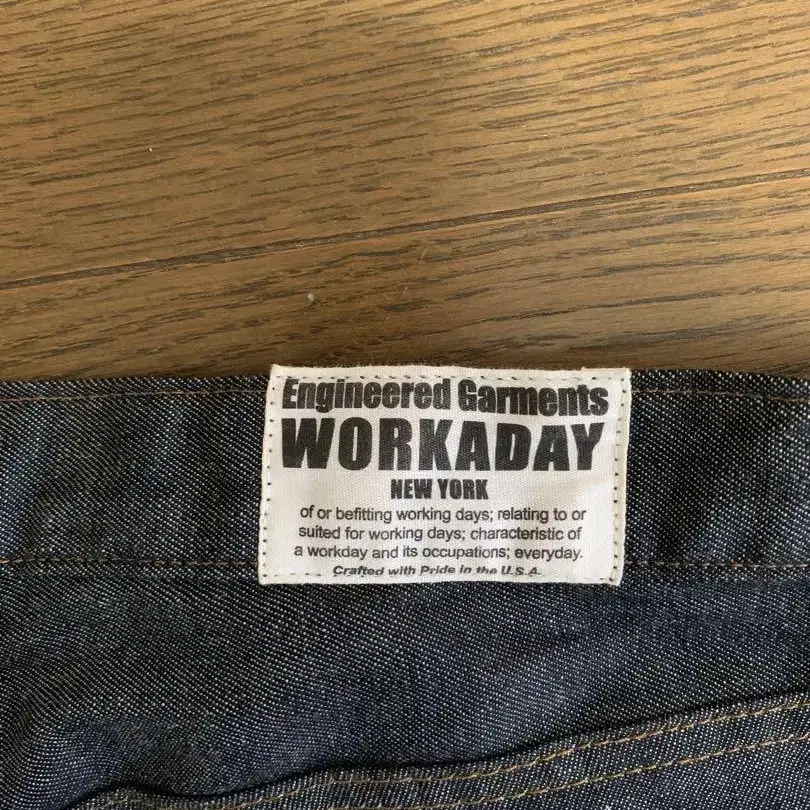 Engineered Garments
WORKADAY
NEW YORK
of or befitting working days; relating to or
suited for working days; characteristic of
a workday and its occupations; everyday.
Crafted with Pride in the U.S.A.